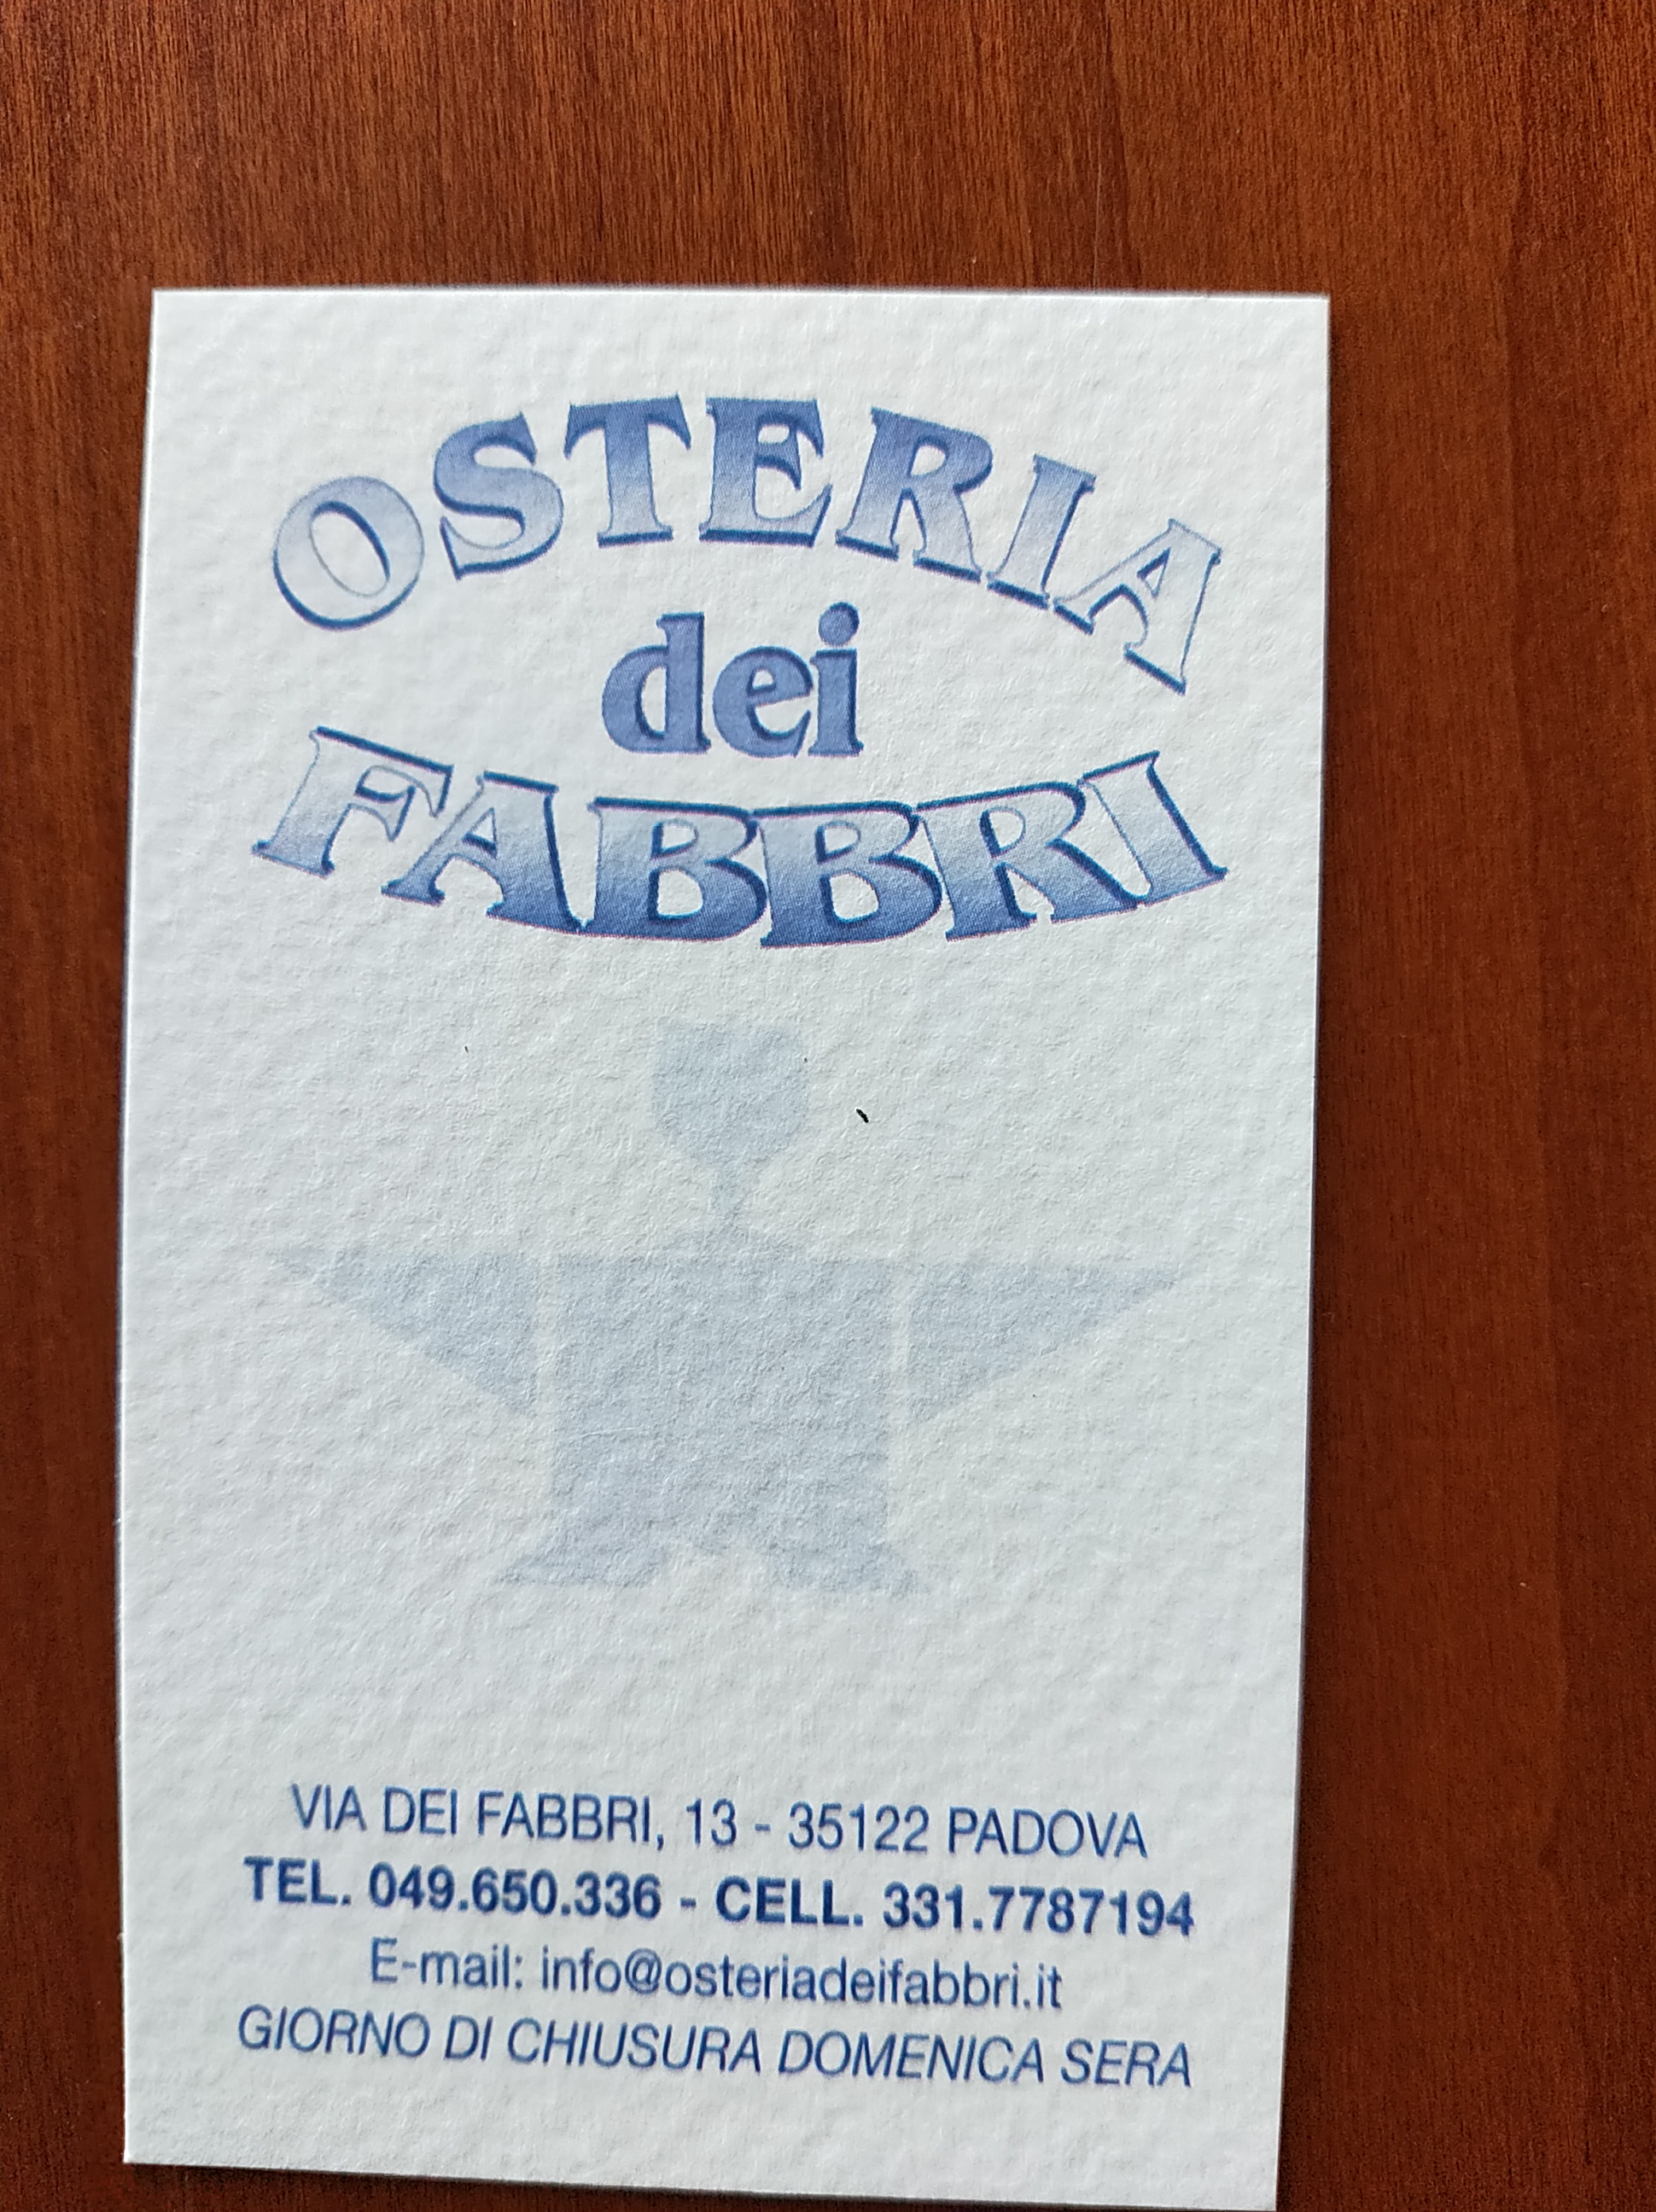 OSTERIA
dei
FABBRI
VIA DEI FABBRI, 13 - 35122 PADOVA
TEL. 049.650.336 - CELL. 331.7787194
E-mail: info@osteriadeifabbri.it
GIORNO DI CHIUSURA DOMENICA SERA